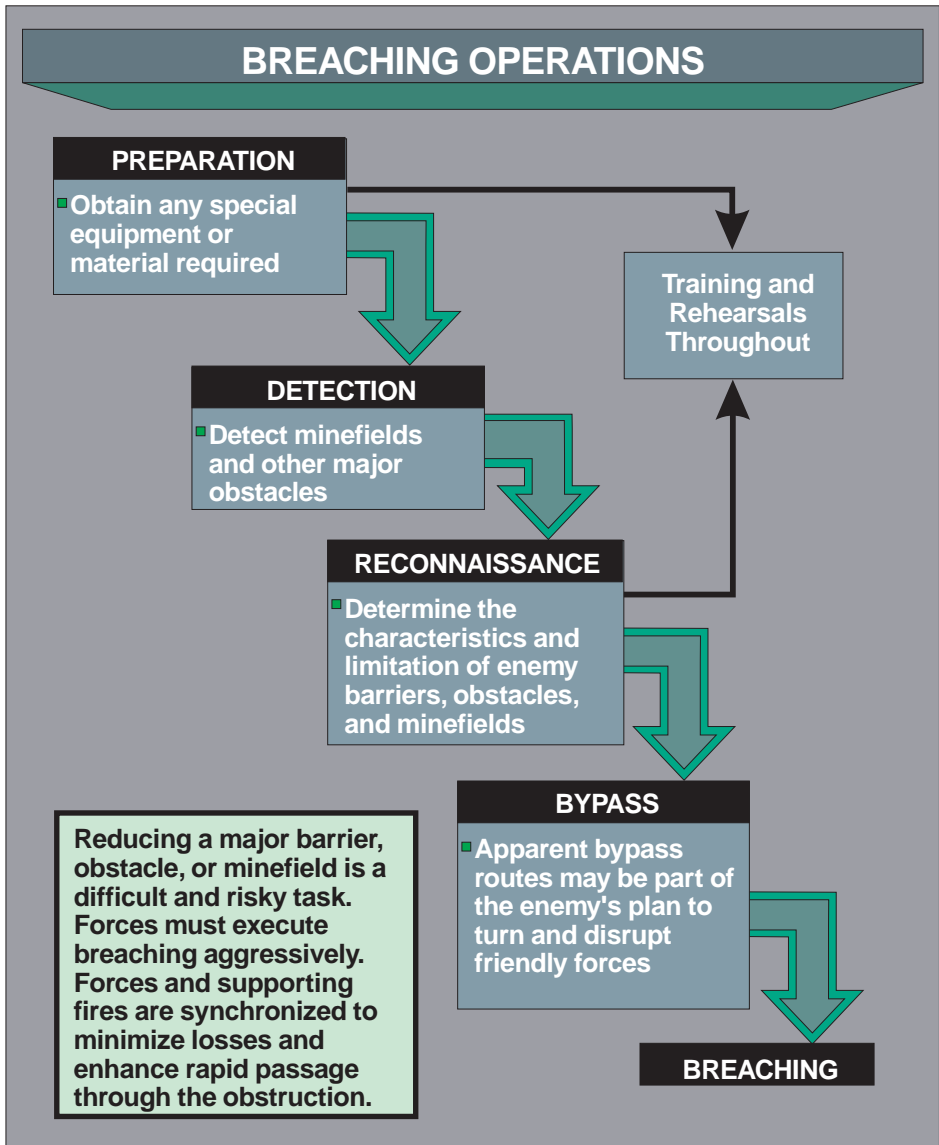 BREACHING OPERATIONS
PREPARATION
Obtain any special
equipment or
material required
Training and
Rehearsals
Throughout
DETECTION
Detect minefields
and other major
obstacles
RECONNAISSANCE
Determine the
characteristics and
limitation of enemy
barriers, obstacles,
and minefields
BYPASS
Apparent bypass
routes may be part of
the enemy's plan to
turn and disrupt
friendly forces
Reducing a major barrier,
obstacle, or minefield is a
difficult and risky task.
Forces must execute
breaching aggressively.
Forces and supporting
fires are synchronized to
minimize losses and
enhance rapid passage
through the obstruction.
BREACHING